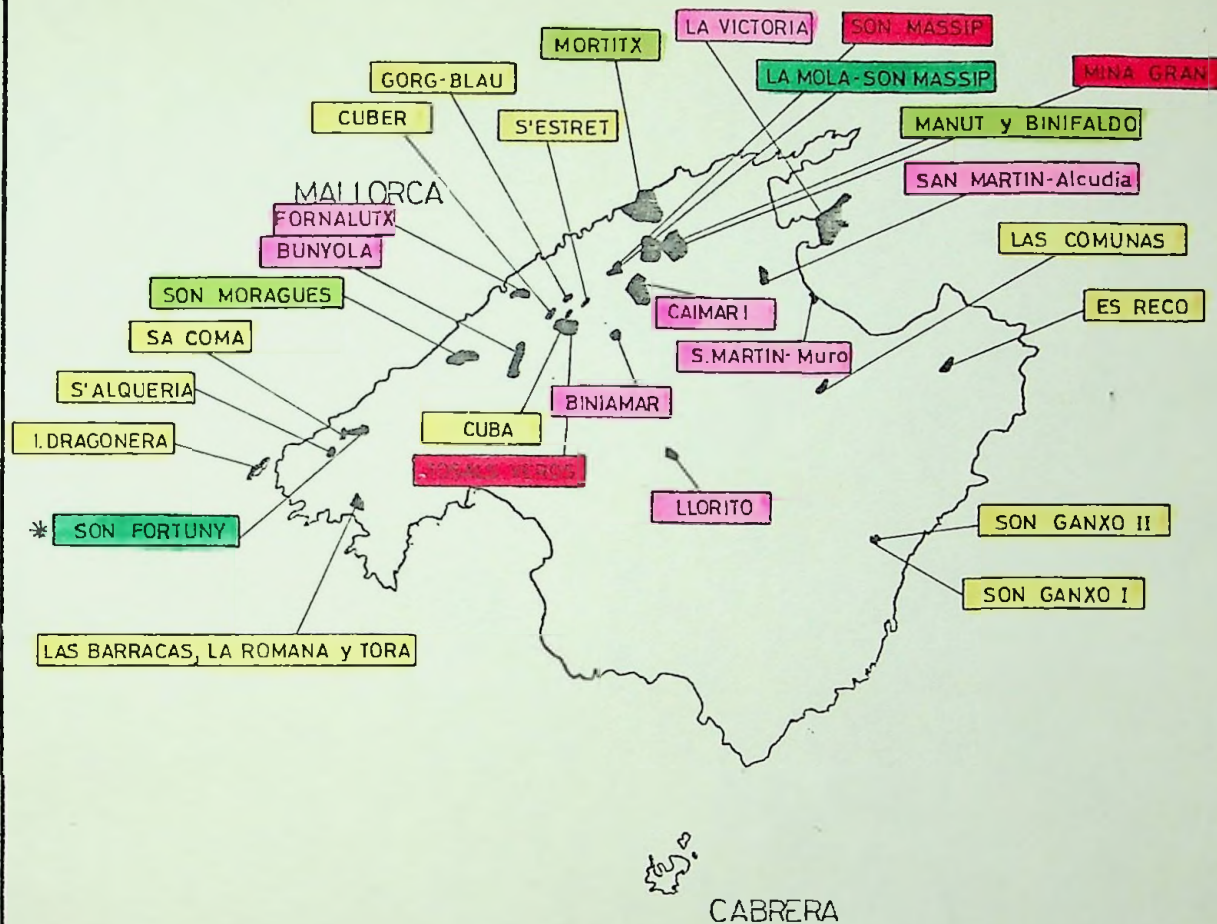 LA VICTORIA
SON MASSIP
MORTITX
LA MOLA-SON MASSIP
MINA GRAN
GORG-BLAU
CUBER
S'ESTRET
MANUT y BINIFALDO
MALLORCA
SAN MARTIN-Alcudia
FORNALUTX
BUNYOLA
LAS COMUNAS
SON MORAGUES
CAIMARI
ES RECO
SA COMA
S.MARTIN-Muro
S'ALQUERIA
BINIAMAR
I.DRAGONERA
CUBA
LLORITO
* SON FORTUNY
SON GANXO II
SON GANXO I
LAS BARRACAS, LA ROMANA y TORA
CABRERA